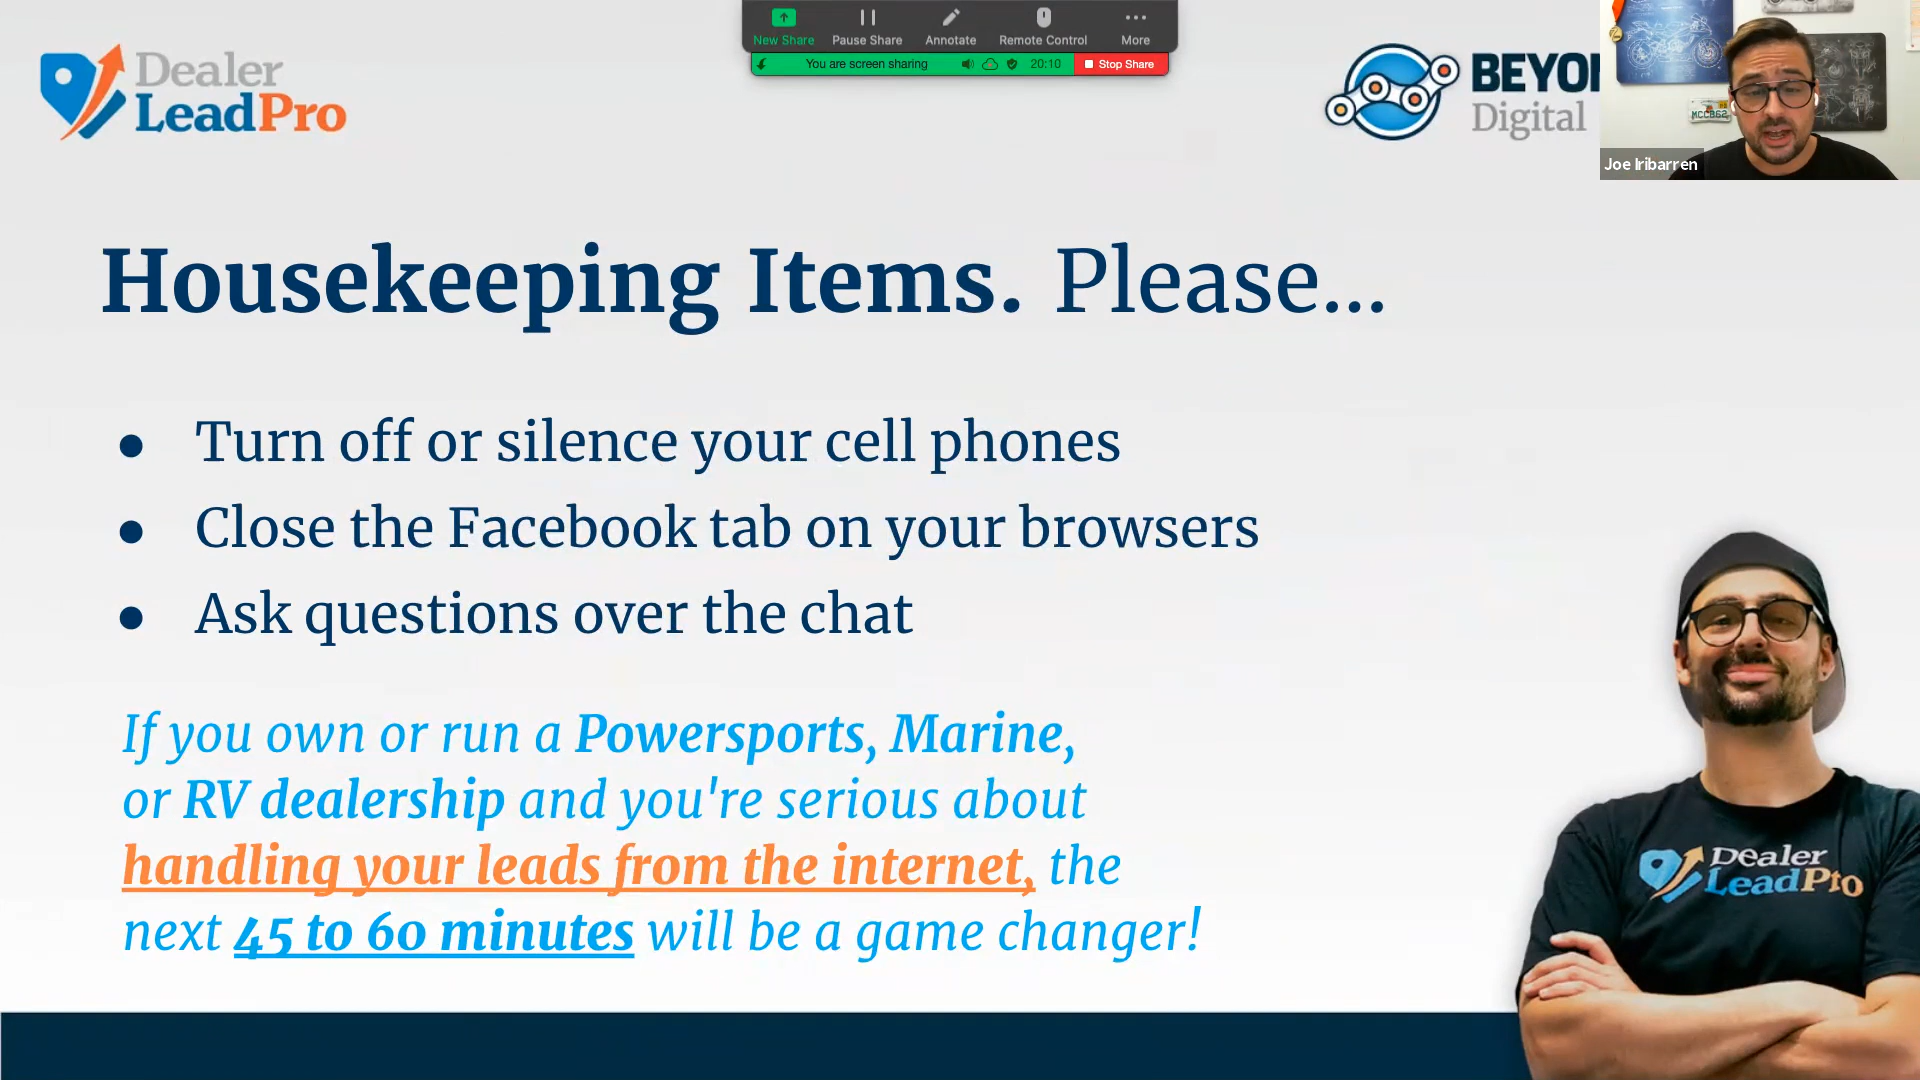 New Share
Pause Share
Annotate
Remote Control
More
You are screen sharing
20:10
Stop Share
Dealer
LeadPro
Digital
MCC862
Joe Iribarren
Housekeeping Items. Please...
● Turn off or silence your cell phones
● Close the Facebook tab on your browsers
● Ask questions over the chat
If you own or run a Powersports, Marine,
or RV dealership and you're serious about
handling your leads from the internet, the
next 45 to 60 minutes will be a game changer!
Dealer
LeadPro